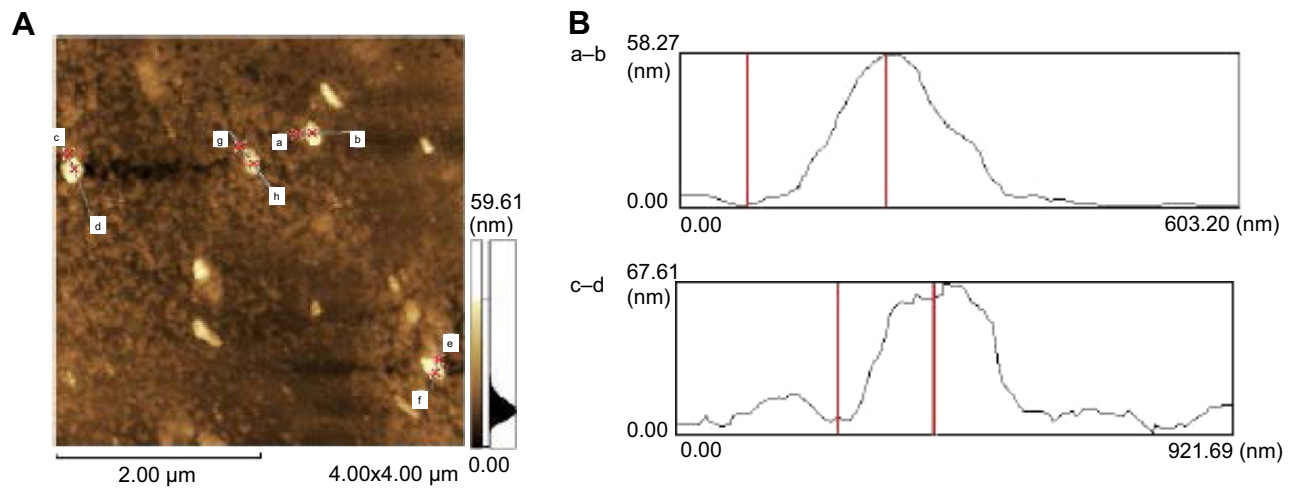 A
c
d
g
a
b
h
e
f
59.61
(nm)
0.00
2.00 µm
4.00x4.00 µm
B
a–b
58.27
(nm)
0.00
0.00
603.20 (nm)
c–d
67.61
(nm)
0.00
0.00
921.69 (nm)